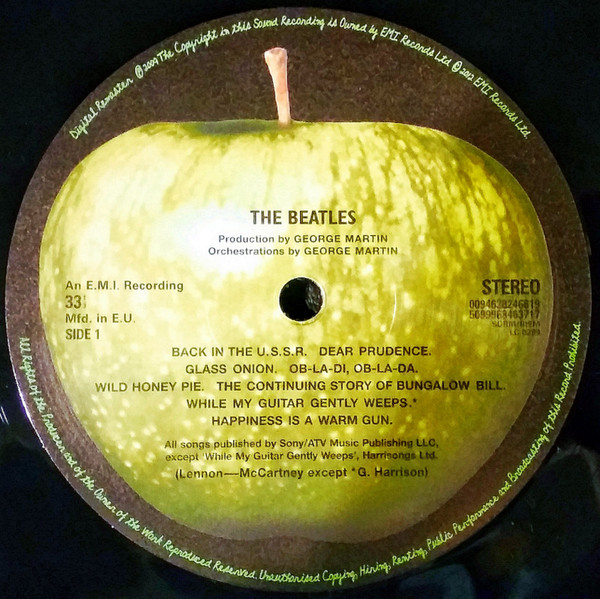 Digital Remaster ℗ 2009 The Copyright in this Sound Recording is Owned by EMI Records Ltd. © 2012 EMI Records Ltd.
THE BEATLES
Production by GEORGE MARTIN
Orchestrations by GEORGE MARTIN
An E.M.I. Recording
33⅓
Mfd. in E.U.
SIDE 1
STEREO
BACK IN THE U.S.S.R. DEAR PRUDENCE.
GLASS ONION. OB-LA-DI, OB-LA-DA.
WILD HONEY PIE. THE CONTINUING STORY OF BUNGALOW BILL.
WHILE MY GUITAR GENTLY WEEPS.*
HAPPINESS IS A WARM GUN.
All songs published by Sony/ATV Music Publishing LLC,
except 'While My Guitar Gently Weeps', Harrisongs Ltd.
(Lennon—McCartney except *G. Harrison)
All Rights of the Producer, and of the Owner of the Work Reproduced Reserved. Unauthorised Copying, Hiring, Renting, Public Performance and Broadcasting of this Record Prohibited.